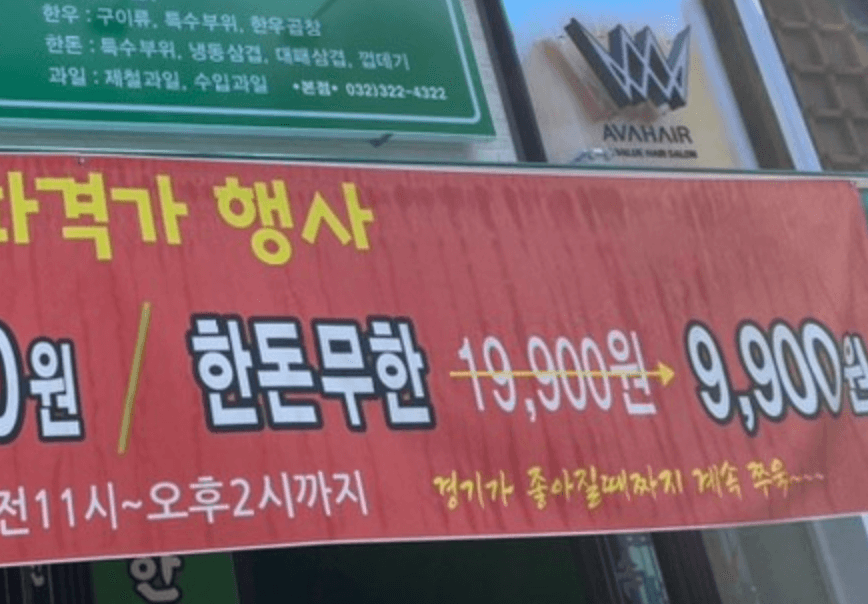 한우 : 구이류, 특수부위, 한우곱창
한돈 : 특수부위, 냉동삼겹, 대패삼겹, 껍데기
과일 : 제철과일, 수입과일 •본점• 032)322-4322
AVAHAIR
VALUE HAIR SALON
파격가 행사
0원 / 한돈무한 19,900원 → 9,900원
전11시~오후2시까지 경기가 좋아질때까지 계속 쭈욱~~~
한